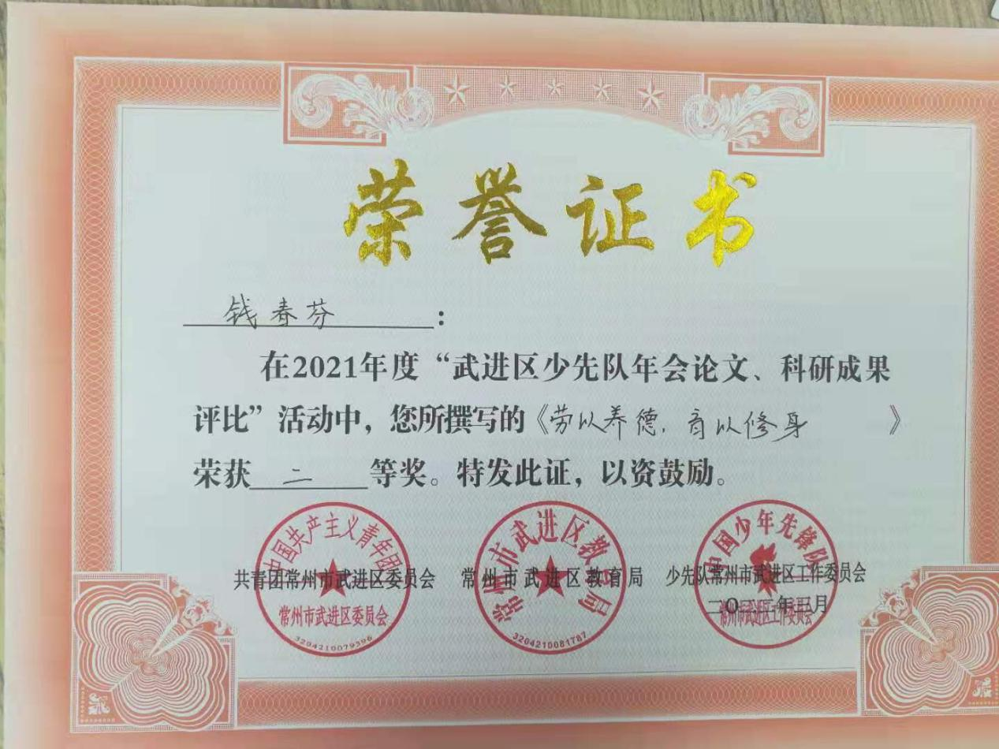 荣誉证书
钱春芬：
在2021年度“武进区少先队年会论文、科研成果
评比”活动中，您所撰写的《劳以养德，育以修身》
荣获二等奖。特发此证，以资鼓励。
中国共产主义青年团
共青团常州市武进区委员会 常州市武进区教育局 少先队常州市武进区工作委员会
常州市武进区委员会
3204210079396
常州市武进区教育局
3204210081787
中国少年先锋队
常州市武进区工作委员会